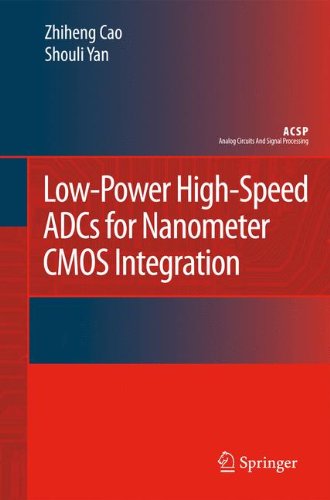 Zhiheng Cao
Shouli Yan
ACSP
Analog Circuits And Signal Processing
Low-Power High-Speed
ADCs for Nanometer
CMOS Integration
Springer